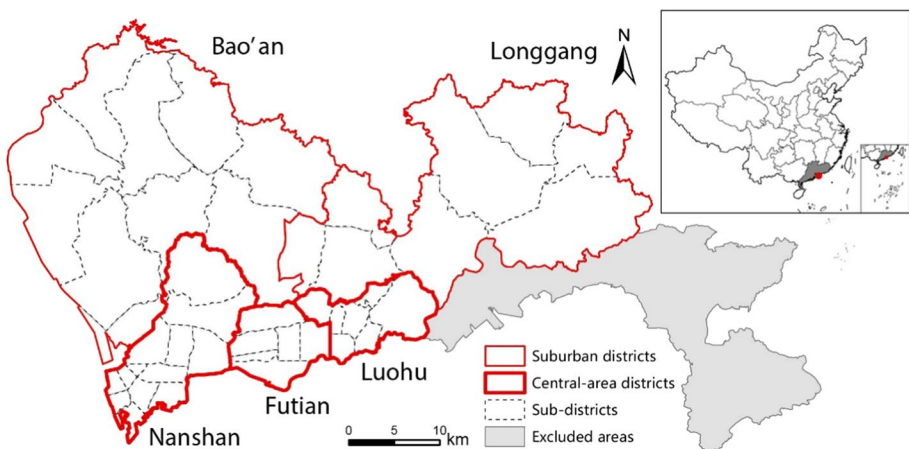 Bao'an
Longgang
N
Luohu
Futian
Nanshan
Suburban districts
Central-area districts
Sub-districts
Excluded areas
0 5 10
km